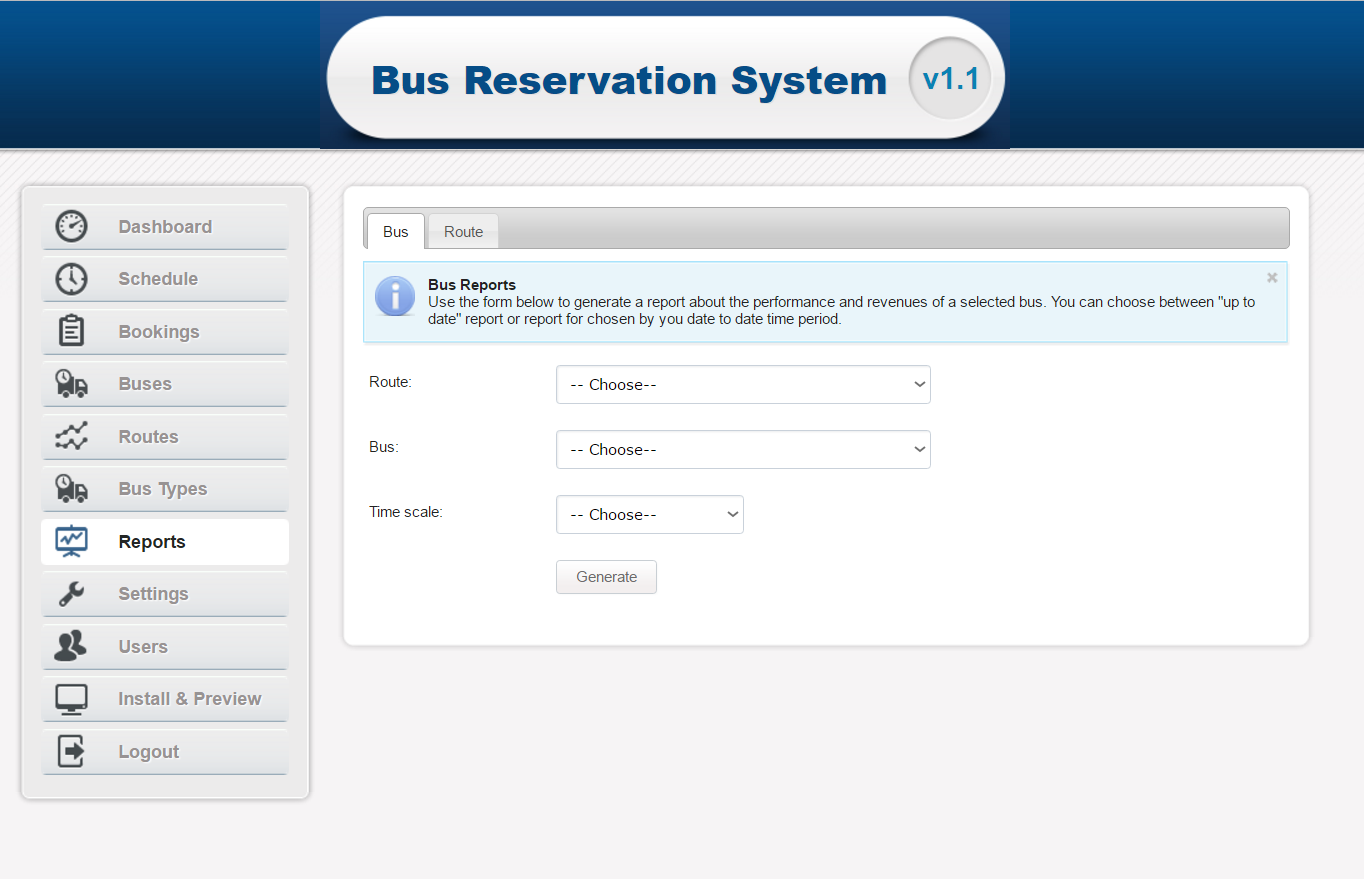 Bus Reservation System v1.1
Dashboard
Schedule
Bookings
Buses
Routes
Bus Types
Reports
Settings
Users
Install & Preview
Logout
Bus Route
Bus Reports
Use the form below to generate a report about the performance and revenues of a selected bus. You can choose between "up to
date" report or report for chosen by you date to date time period.
Route: -- Choose--
Bus: -- Choose--
Time scale: -- Choose--
Generate